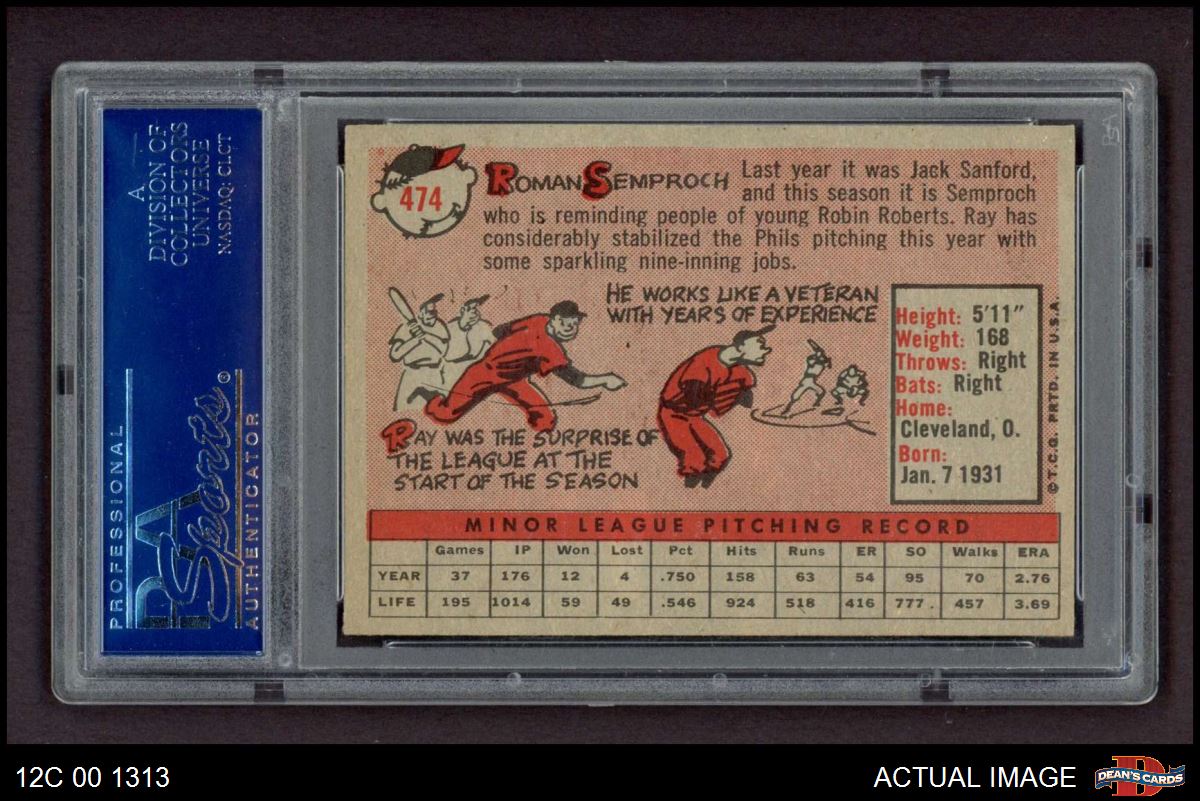 A
DIVISION OF
COLLECTORS
UNIVERSE
NASDAQ: CLCT
PROFESSIONAL
PSA
Sports®
AUTHENTICATOR
474
ROMAN SEMPROCH
Last year it was Jack Sanford,
and this season it is Semproch
who is reminding people of young Robin Roberts. Ray has
considerably stabilized the Phils pitching this year with
some sparkling nine-inning jobs.
HE WORKS LIKE A VETERAN
WITH YEARS OF EXPERIENCE
RAY WAS THE SURPRISE OF
THE LEAGUE AT THE
START OF THE SEASON
Height: 5'11"
Weight: 168
Throws: Right
Bats: Right
Home:
Cleveland, O.
Born:
Jan. 7 1931
©T.C.G. PRTD. IN U.S.A.
MINOR LEAGUE PITCHING RECORD
Games IP Won Lost Pct Hits Runs ER SO Walks ERA
YEAR 37 176 12 4 .750 158 63 54 95 70 2.76
LIFE 195 1014 59 49 .546 924 518 416 777 . 457 3.69
12C 00 1313
ACTUAL IMAGE
D
DEAN'S CARDS